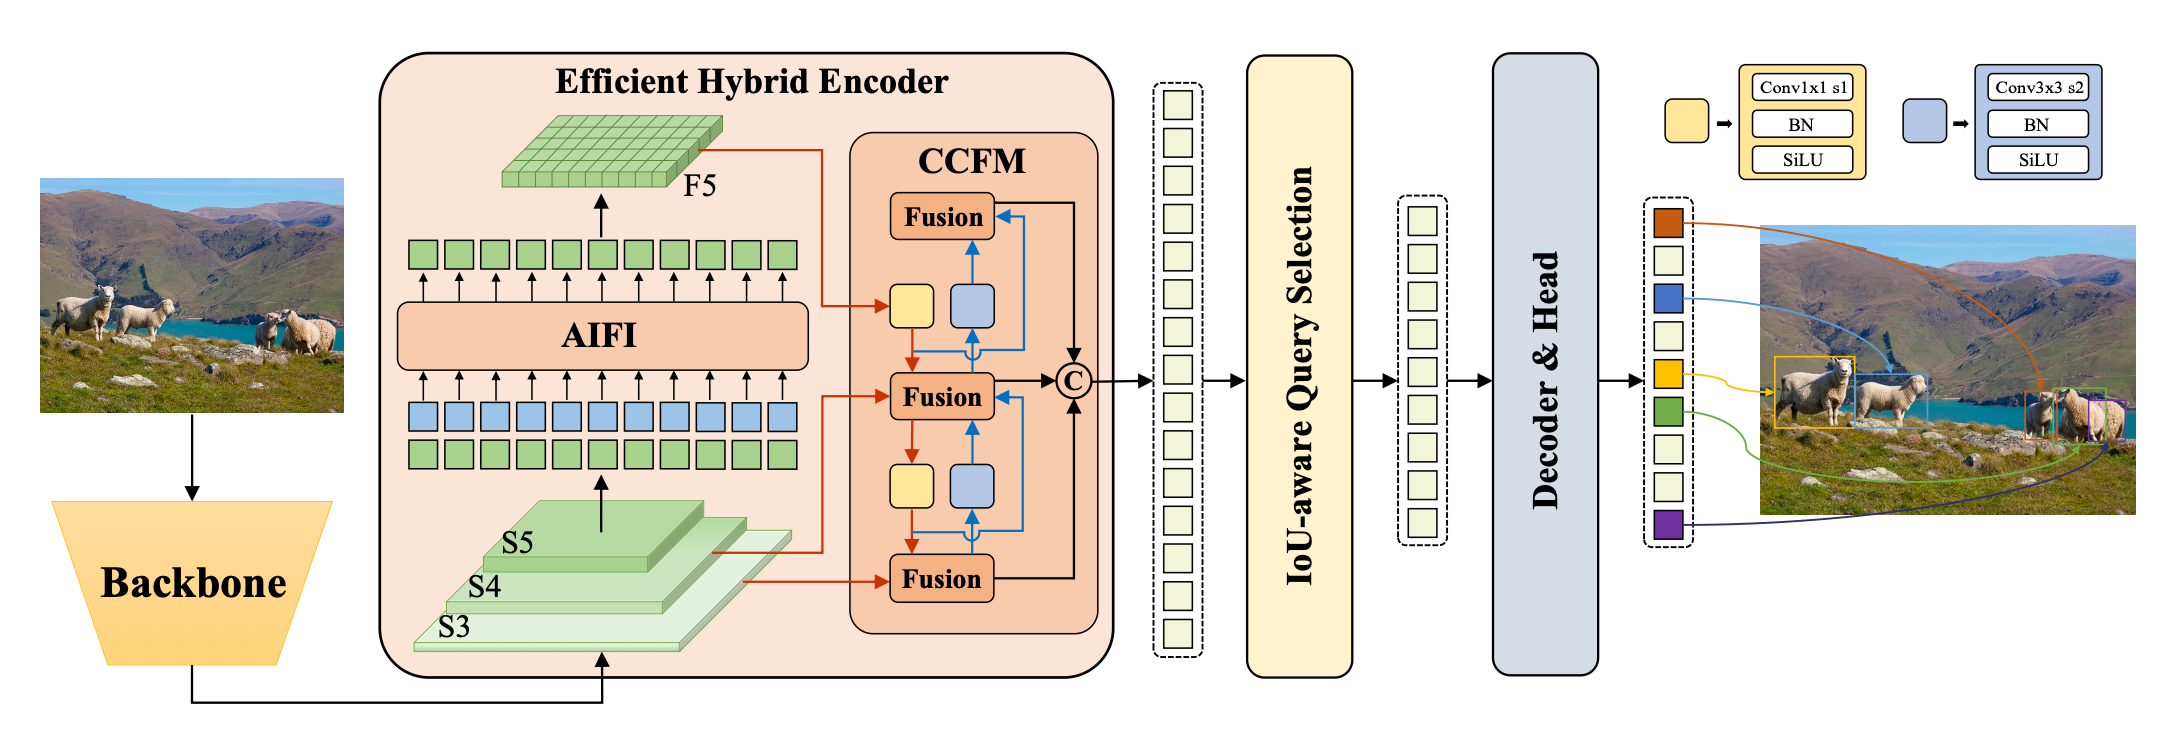 Efficient Hybrid Encoder
F5
AIFI
S5
S4
S3
Backbone
CCFM
Fusion
Fusion
Fusion
C
IoU-aware Query Selection
Decoder & Head
Conv1x1 s1
BN
SiLU
Conv3x3 s2
BN
SiLU